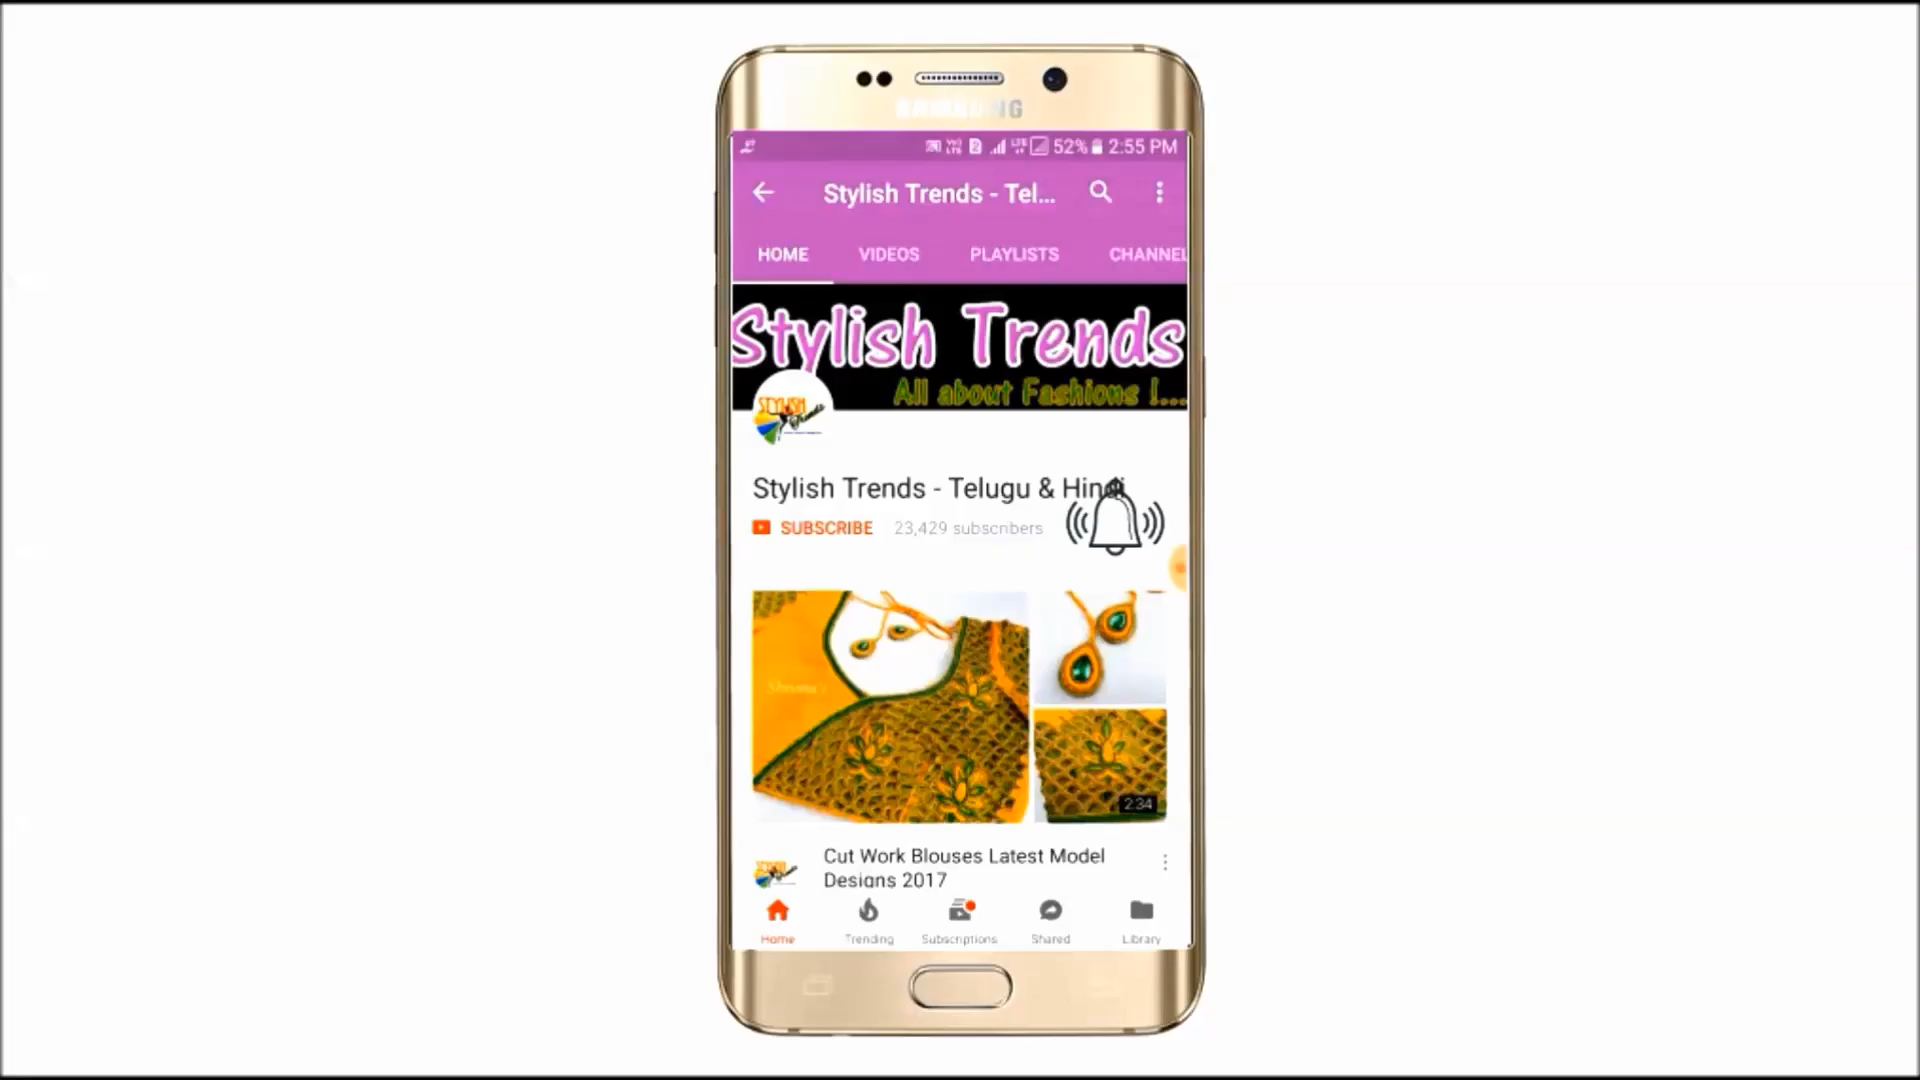 SAMSUNG
52% 2:55 PM
Stylish Trends - Tel...
HOME VIDEOS PLAYLISTS CHANNEL
Stylish Trends
All about Fashions !....
STYLISH
Trends
Stylish Trends - Telugu & Hindi
SUBSCRIBE 23,429 subscribers
2:34
Cut Work Blouses Latest Model
Designs 2017
Home Trending Subscriptions Shared Library